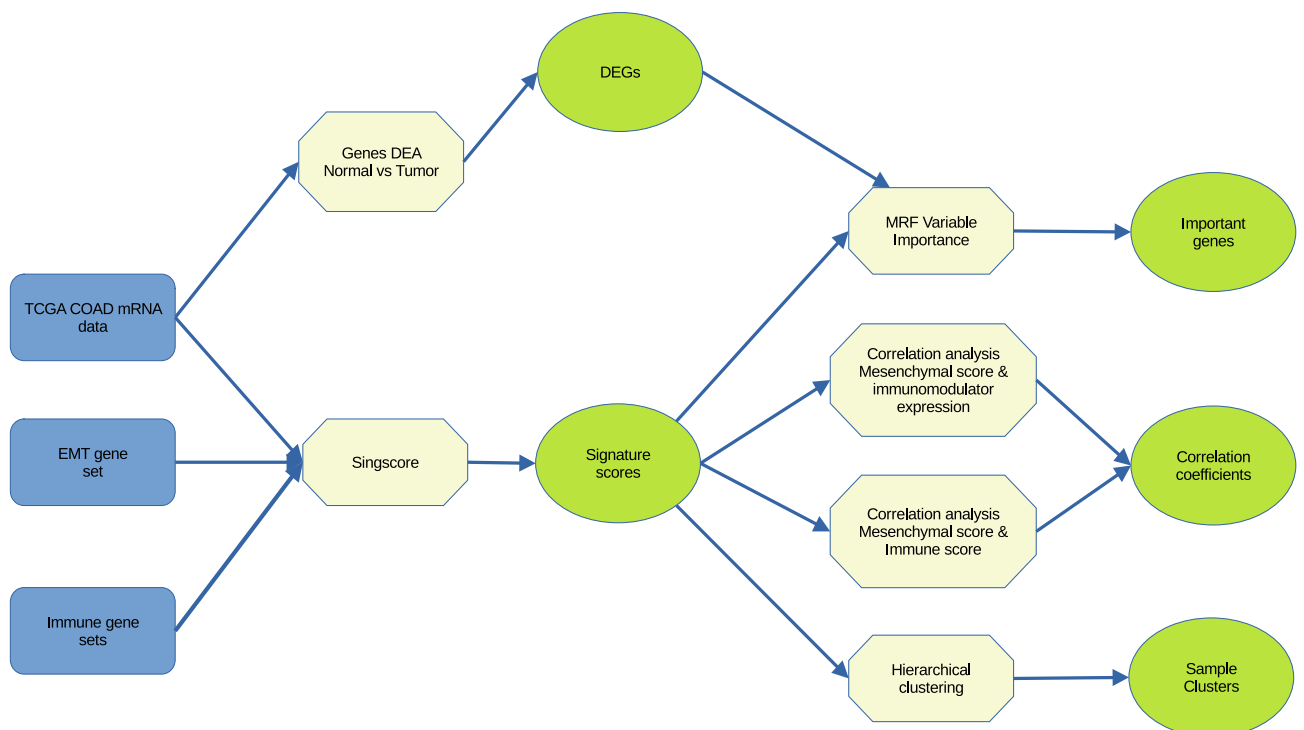 DEGs
Genes DEA
Normal vs Tumor
MRF Variable
Importance
Important
genes
TCGA COAD mRNA
data
Correlation analysis
Mesenchymal score &
immunomodulator
expression
EMT gene
set
Singscore
Signature
scores
Correlation
coefficients
Correlation analysis
Mesenchymal score &
Immune score
Immune gene
sets
Hierarchical
clustering
Sample
Clusters